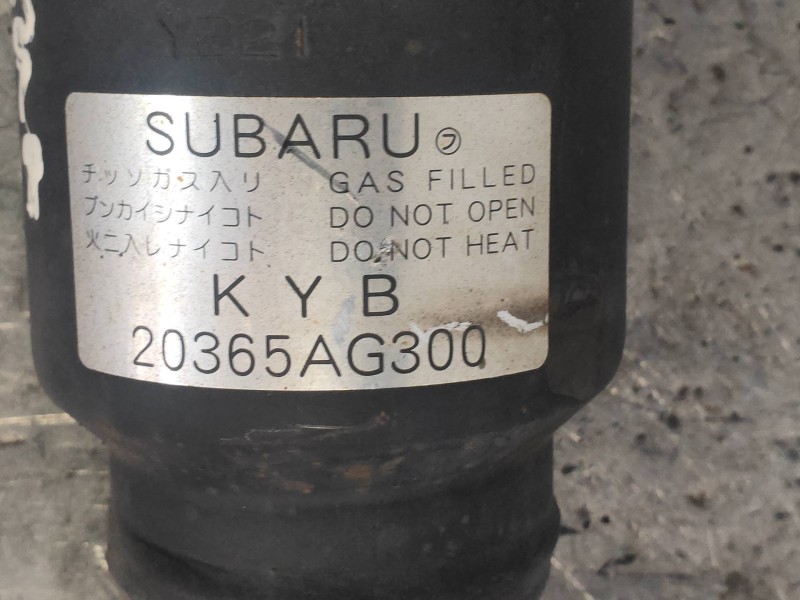 SUBARU フ
チッソガス入リ GAS FILLED
ブンカイシナイコト DO NOT OPEN
火ニ入レナイコト DO NOT HEAT
KYB
20365AG300